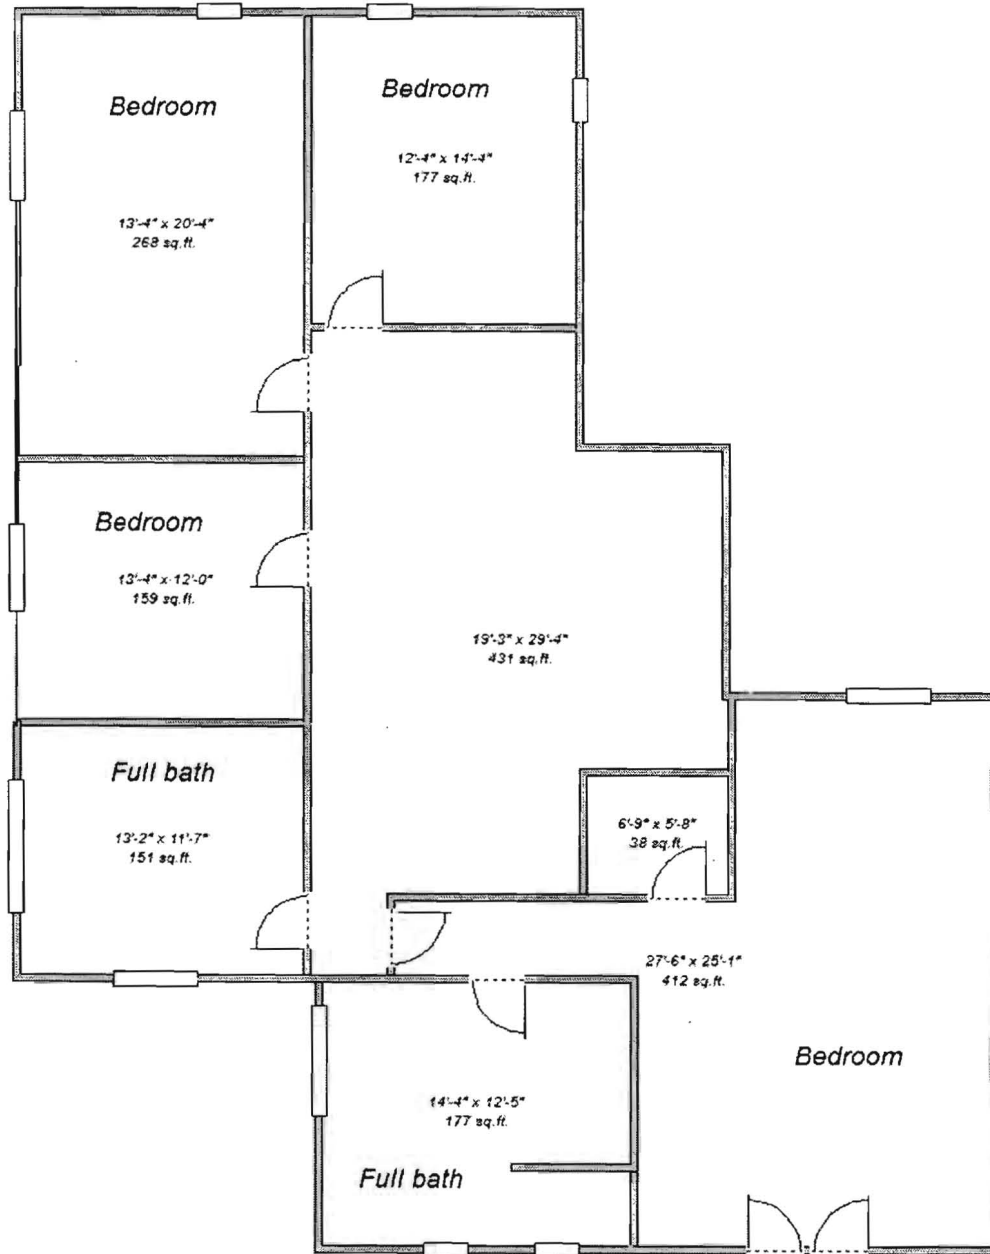 Bedroom
13'-4" x 20'-4"
268 sq.ft.
Bedroom
12'-4" x 14'-4"
177 sq.ft.
Bedroom
13'-4" x 12'-0"
159 sq.ft.
19'-3" x 29'-4"
431 sq.ft.
Full bath
13'-2" x 11'-7"
151 sq.ft.
6'-9" x 5'-8"
38 sq.ft.
27'-6" x 25'-1"
412 sq.ft.
Bedroom
14'-4" x 12'-5"
177 sq.ft.
Full bath